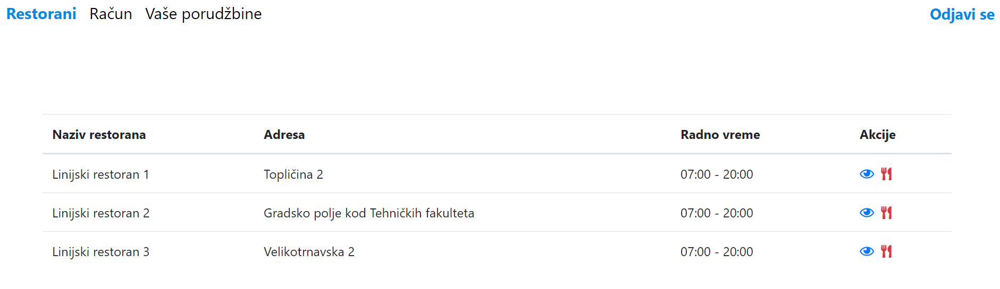 Restorani Račun Vaše porudžbine Odjavi se
Naziv restorana Adresa Radno vreme Akcije
Linijski restoran 1 Topličina 2 07:00 - 20:00
Linijski restoran 2 Gradsko polje kod Tehničkih fakulteta 07:00 - 20:00
Linijski restoran 3 Velikotrnavska 2 07:00 - 20:00